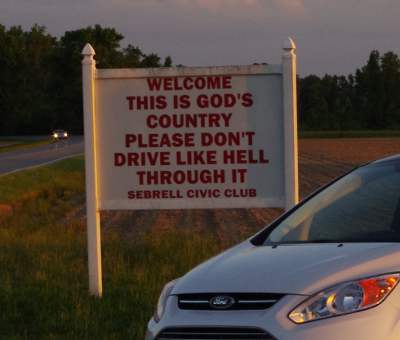 WELCOME
THIS IS GOD'S
COUNTRY
PLEASE DON'T
DRIVE LIKE HELL
THROUGH IT
SEBRELL CIVIC CLUB
Ford